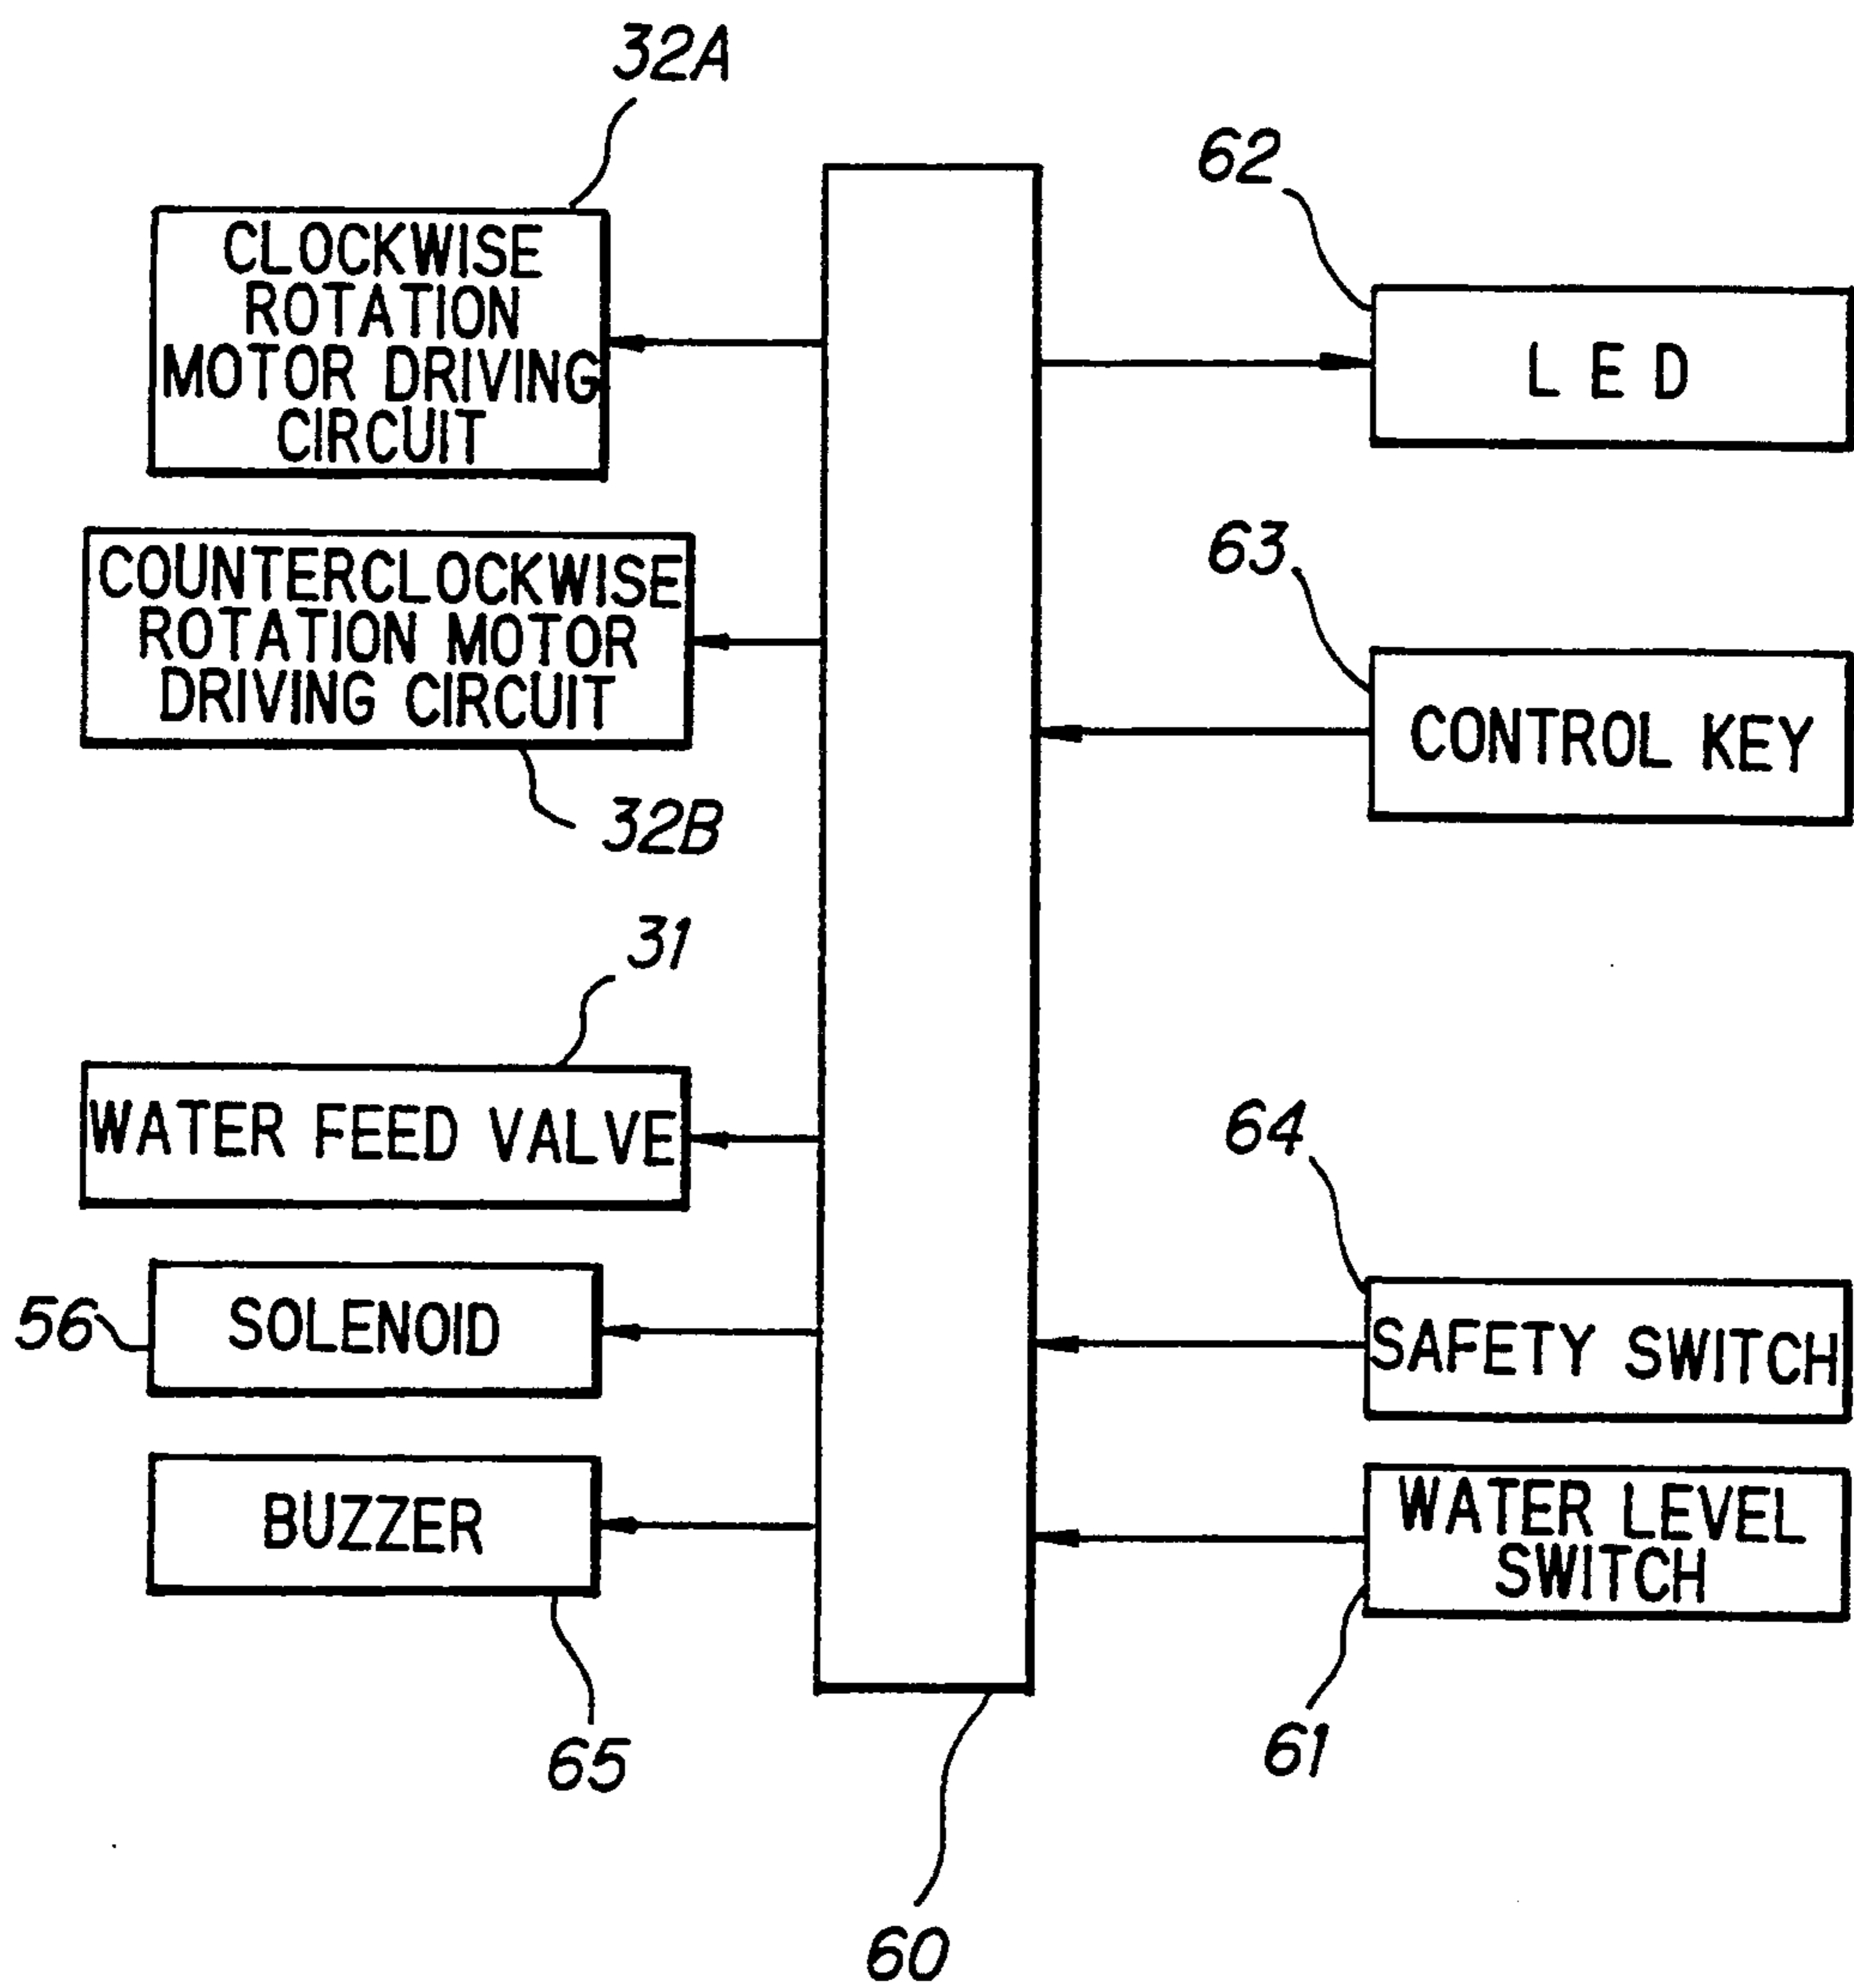 32A
CLOCKWISE
ROTATION
MOTOR DRIVING
CIRCUIT
COUNTERCLOCKWISE
ROTATION MOTOR
DRIVING CIRCUIT
32B
31
WATER FEED VALVE
56
SOLENOID
BUZZER
65
60
62
LED
63
CONTROL KEY
64
SAFETY SWITCH
WATER LEVEL
SWITCH
61